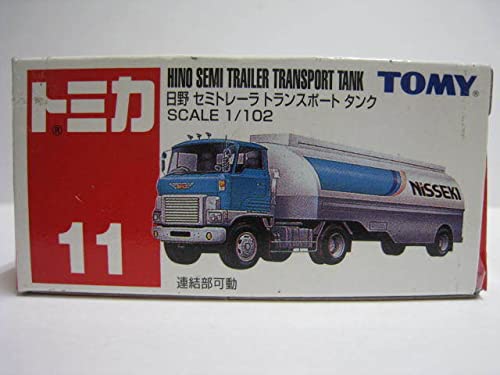 トミカ®
11
HINO SEMI TRAILER TRANSPORT TANK
日野 セミトレーラ トランスポート タンク
SCALE 1/102
TOMY®
NiSSEKI
連結部可動